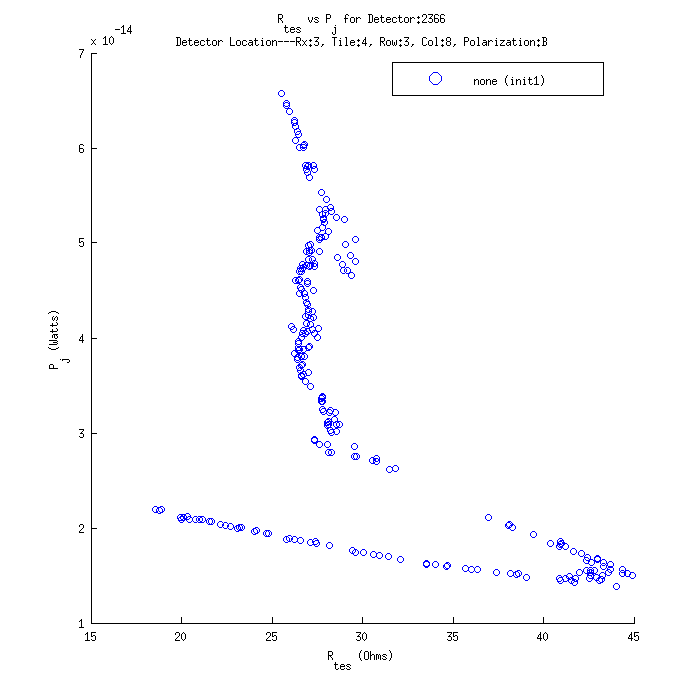 R_tes vs P_j for Detector:2366
x 10^-14
Detector Location---Rx:3, Tile:4, Row:3, Col:8, Polarization:B
none (init1)
7
6
5
4
3
2
1
P_j (Watts)
15 20 25 30 35 40 45
R_tes (Ohms)